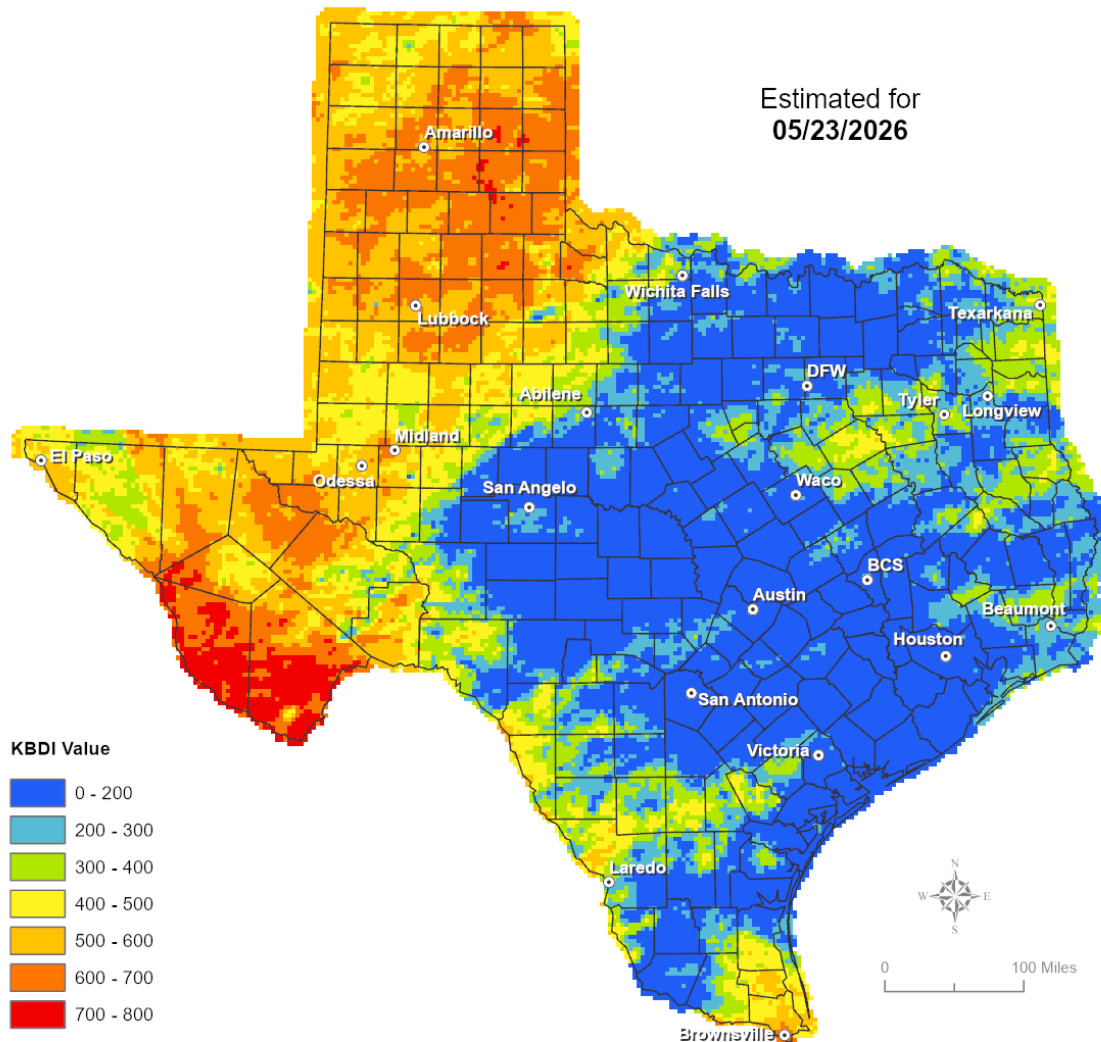 Estimated for
05/23/2026
Amarillo
Wichita Falls
Lubbock
Texarkana
DFW
Abilene
Tyler
Longview
Midland
El Paso
Odessa
San Angelo
Waco
BCS
Austin
Beaumont
Houston
San Antonio
Victoria
KBDI Value
0 - 200
200 - 300
300 - 400
400 - 500
500 - 600
600 - 700
700 - 800
Laredo
N
W E
S
0 100 Miles
Brownsville